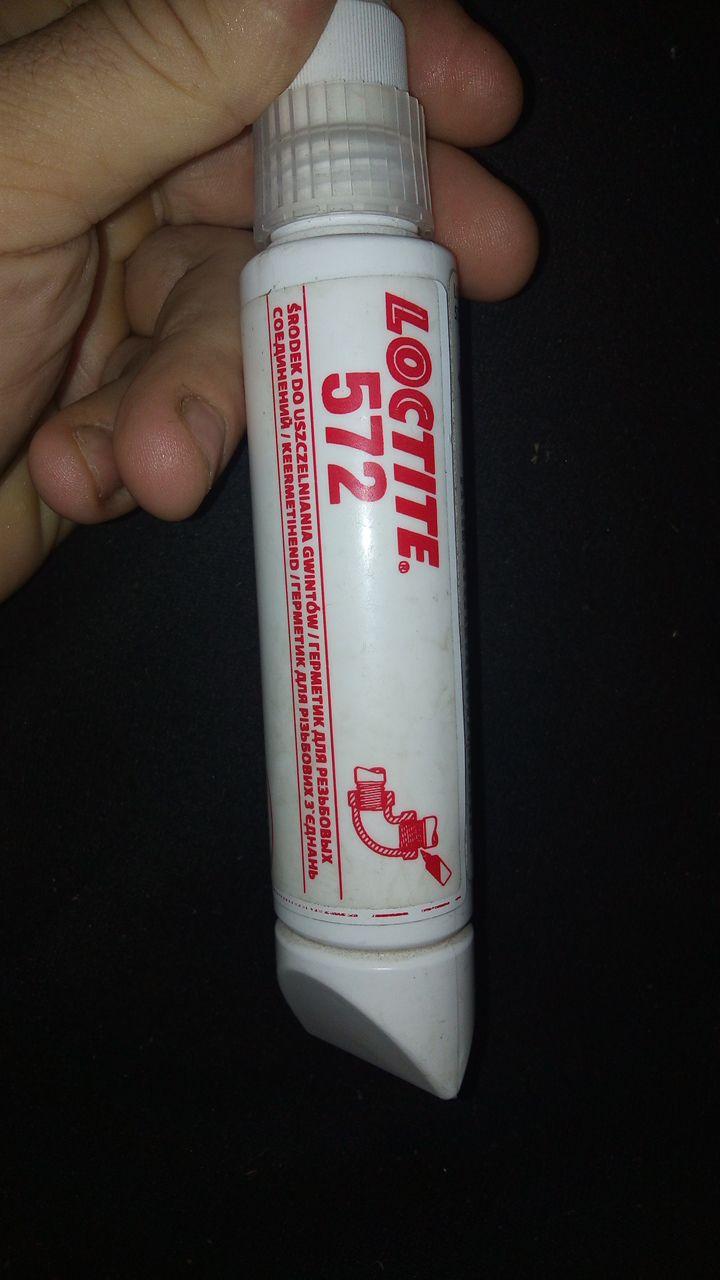 LOCTITE®
572
ŚRODEK DO USZCZELNIANIA GWINTÓW / ГЕРМЕТИК ДЛЯ РЕЗЬБОВЫХ
СОЕДИНЕНИЙ / KEERMETIHEND / ГЕРМЕТИК ДЛЯ РІЗЬБОВИХ З'ЄДНАНЬ